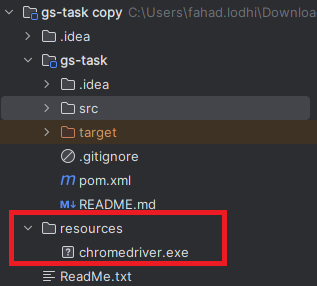 gs-task copy C:\Users\fahad.lodhi\Downloa
.idea
gs-task
.idea
src
target
.gitignore
pom.xml
README.md
resources
chromedriver.exe
ReadMe.txt